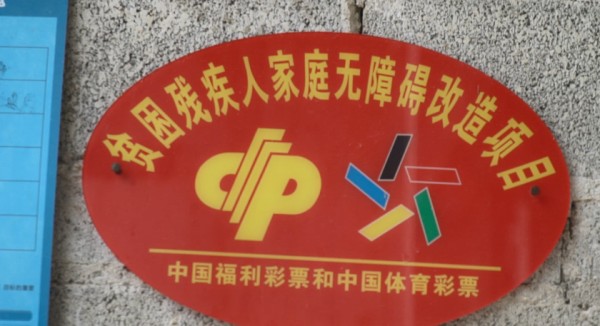 贫困残疾人家庭无障碍改造项目
中国福利彩票和中国体育彩票